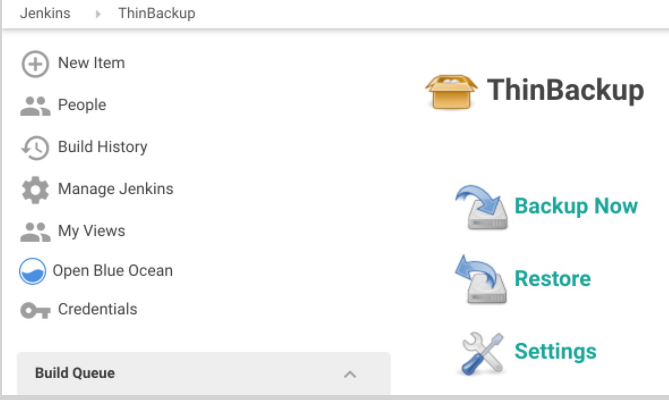 Jenkins ThinBackup
New Item
People
Build History
Manage Jenkins
My Views
Open Blue Ocean
Credentials
Build Queue
ThinBackup
Backup Now
Restore
Settings